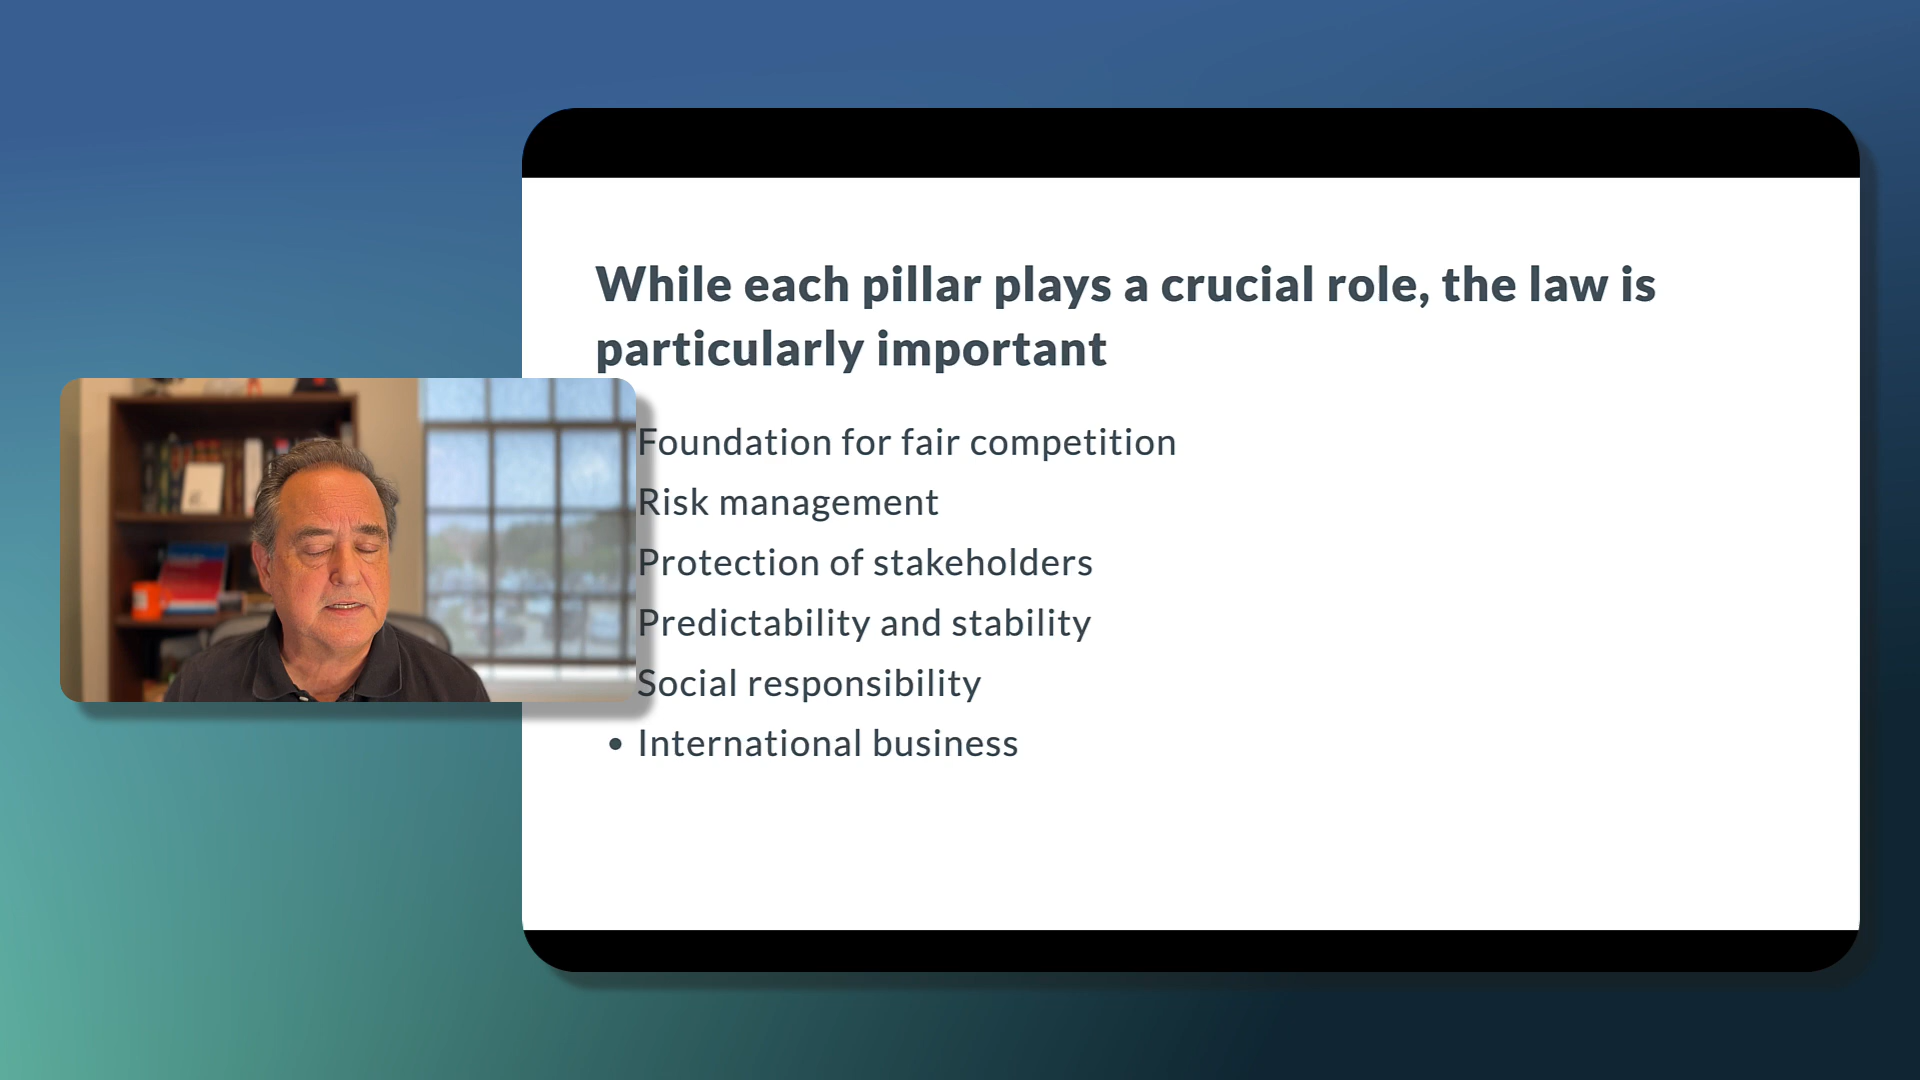 While each pillar plays a crucial role, the law is
particularly important
Foundation for fair competition
Risk management
Protection of stakeholders
Predictability and stability
Social responsibility
• International business